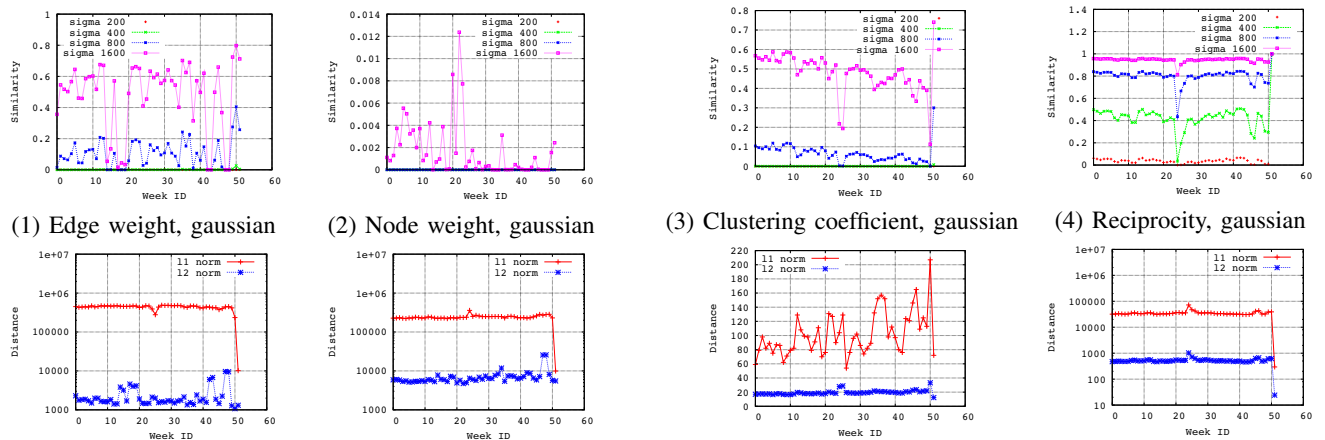 sigma 200
sigma 400
sigma 800
sigma 1600
Similarity
1
0.8
0.6
0.4
0.2
0
0 10 20 30 40 50 60
Week ID
(1) Edge weight, gaussian
sigma 200
sigma 400
sigma 800
sigma 1600
Similarity
0.014
0.012
0.01
0.008
0.006
0.004
0.002
0
0 10 20 30 40 50 60
Week ID
(2) Node weight, gaussian
sigma 200
sigma 400
sigma 800
sigma 1600
Similarity
0.8
0.7
0.6
0.5
0.4
0.3
0.2
0.1
0
0 10 20 30 40 50 60
Week ID
(3) Clustering coefficient, gaussian
sigma 200
sigma 400
sigma 800
sigma 1600
Similarity
1.4
1.2
1
0.8
0.6
0.4
0.2
0
0 10 20 30 40 50 60
Week ID
(4) Reciprocity, gaussian
l1 norm
l2 norm
Distance
1e+07
1e+06
100000
10000
1000
0 10 20 30 40 50 60
Week ID
l1 norm
l2 norm
Distance
1e+07
1e+06
100000
10000
1000
0 10 20 30 40 50 60
Week ID
l1 norm
l2 norm
Distance
220
200
180
160
140
120
100
80
60
40
20
0
0 10 20 30 40 50 60
Week ID
l1 norm
l2 norm
Distance
1e+07
1e+06
100000
10000
1000
100
10
0 10 20 30 40 50 60
Week ID